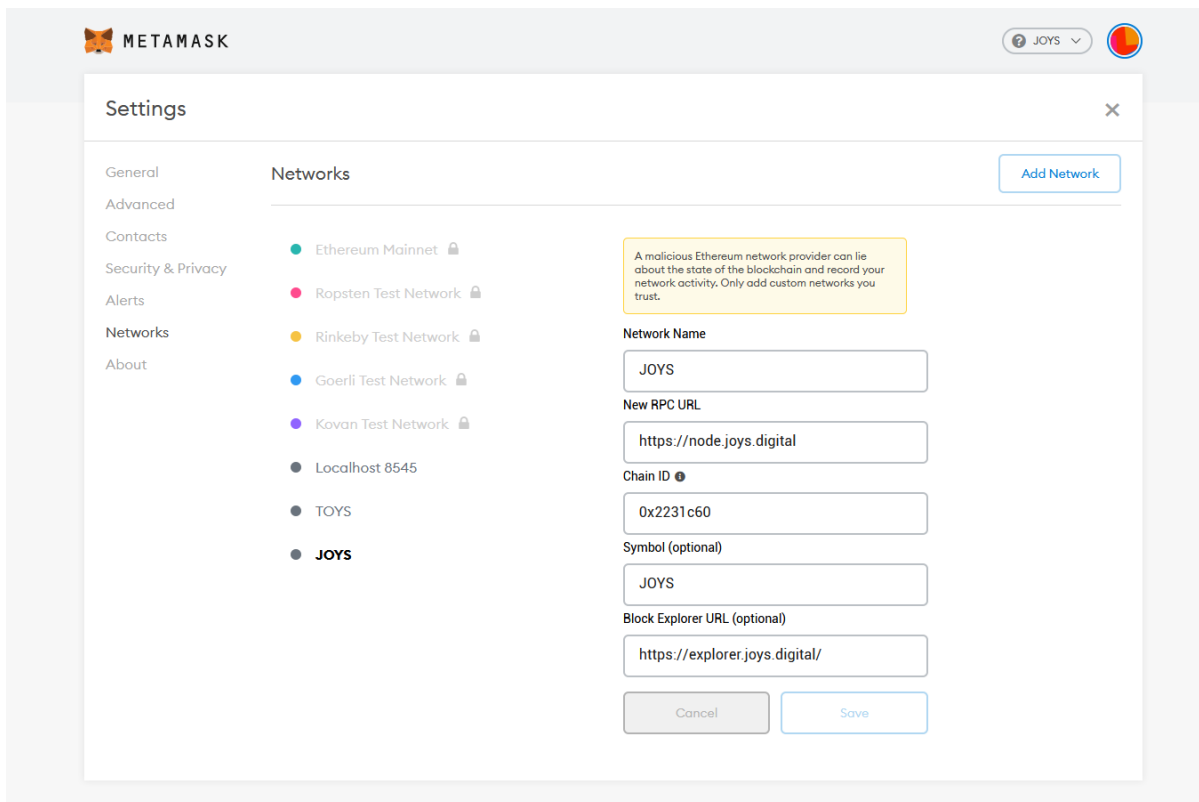 METAMASK
JOYS
Settings
General
Advanced
Contacts
Security & Privacy
Alerts
Networks
About
Networks
Add Network
Ethereum Mainnet
Ropsten Test Network
Rinkeby Test Network
Goerli Test Network
Kovan Test Network
Localhost 8545
TOYS
JOYS
A malicious Ethereum network provider can lie
about the state of the blockchain and record your
network activity. Only add custom networks you
trust.
Network Name
JOYS
New RPC URL
https://node.joys.digital
Chain ID
0x2231c60
Symbol (optional)
JOYS
Block Explorer URL (optional)
https://explorer.joys.digital/
Cancel
Save